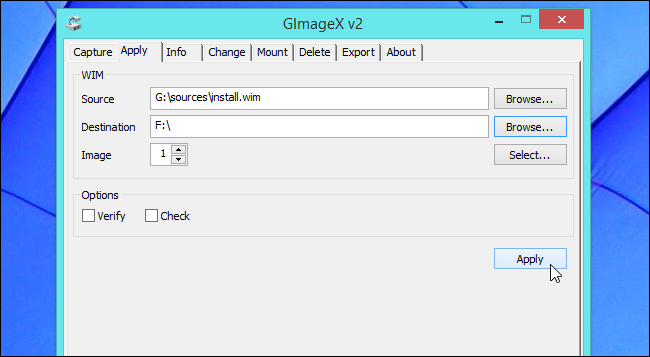 GImageX v2
Capture Apply Info Change Mount Delete Export About
WIM
Source G:\sources\install.wim Browse...
Destination F:\ Browse...
Image 1 Select...
Options
Verify Check
Apply